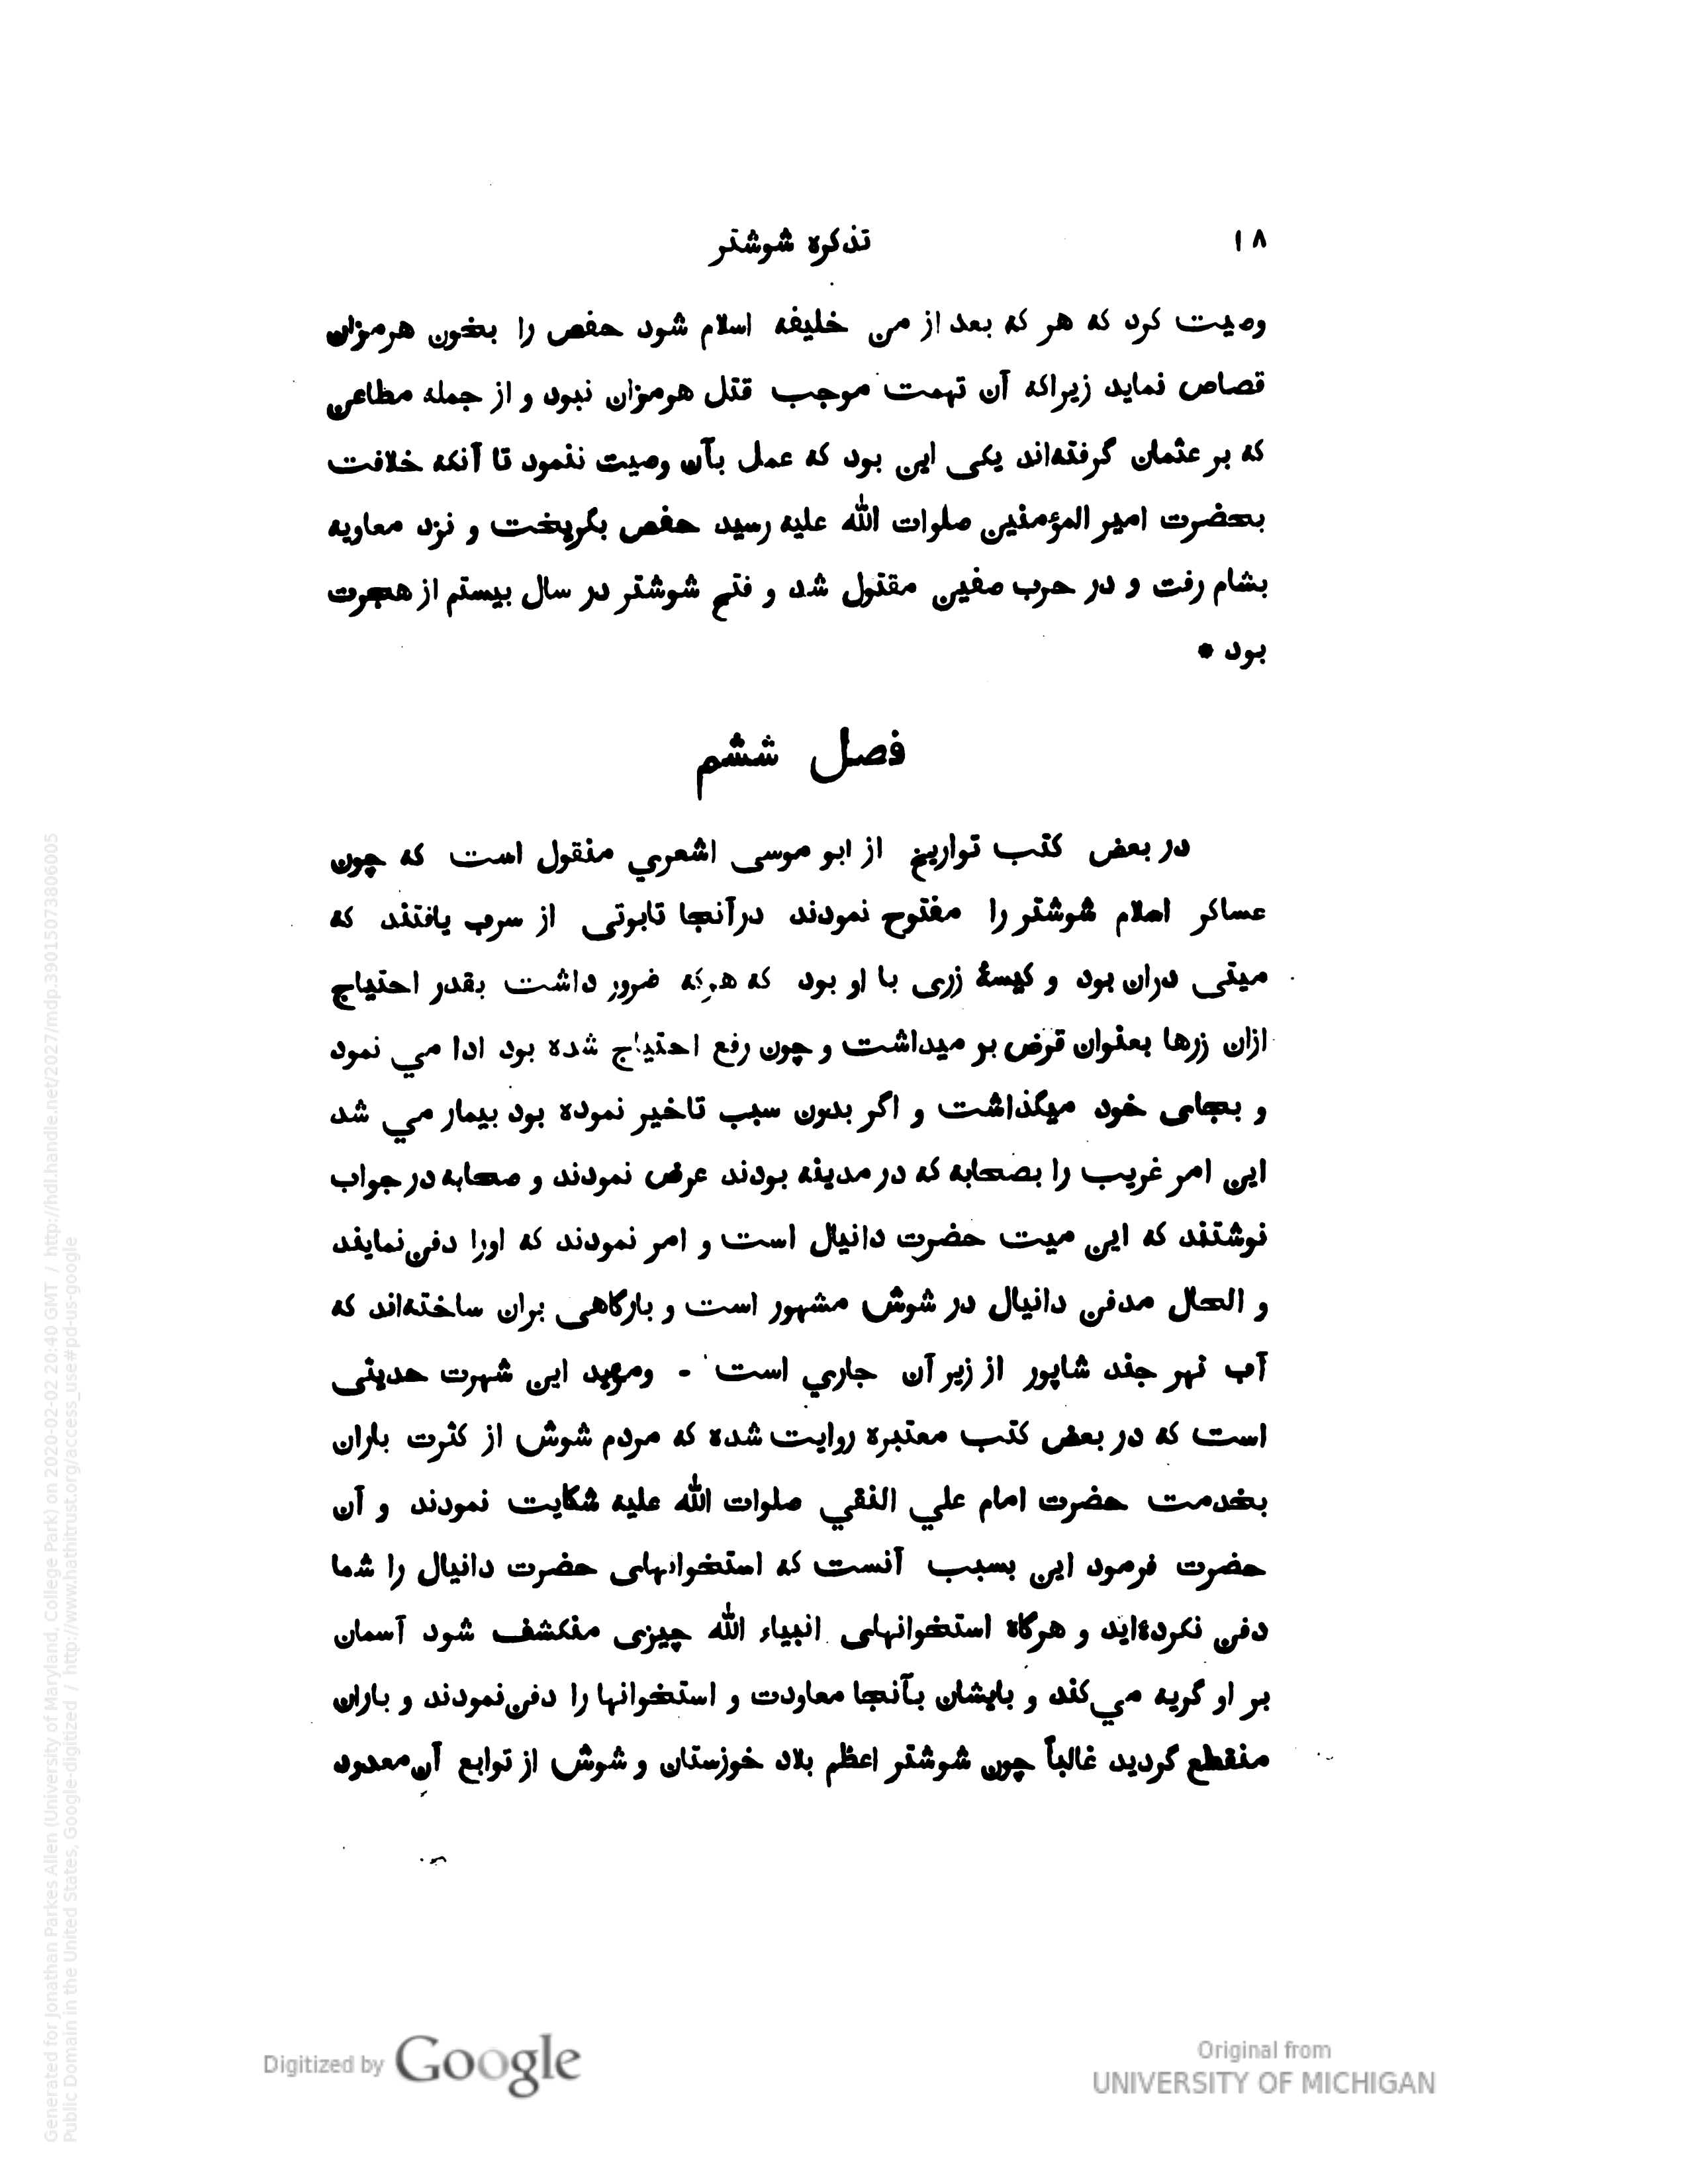 ۱۸ تذکره شوشتر
وصیت کرد که هر که بعد از من خلیفه اسلام شود حفص را بخون هرمزان
قصاص نماید زیراکه آن تهمت موجب قتل هرمزان نبود و از جمله مطاعن
که بر عثمان گرفته‌اند یکی این بود که عمل بآن وصیت ننمود تا آنکه خلافت
بحضرت امیر المؤمنین صلوات الله علیه رسید حفص بگریخت و نزد معاویه
بشام رفت و در حرب صفین مقتول شد و فتح شوشتر در سال بیستم از هجرت
بود *
فصل ششم
در بعض کتب تواریخ از ابو موسی اشعري منقول است که چون
عساکر اسلام شوشتر را مفتوح نمودند درآنجا تابوتی از سرب یافتند که
میتی دران بود و کیسهٔ زری با او بود که هرکه ضرور داشت بقدر احتیاج
ازان زرها بعنوان قرض بر میداشت و چون رفع احتیاج شده بود ادا مي نمود
و بجای خود میگذاشت و اگر بدون سبب تاخیر نموده بود بیمار مي شد
این امر غریب را بصحابه که در مدینه بودند عرض نمودند و صحابه در جواب
نوشتند که این میت حضرت دانیال است و امر نمودند که اورا دفن‌نمایند
و الحال مدفن دانیال در شوش مشهور است و بارگاهی بران ساخته‌اند که
آب نهر جند شاپور از زیر آن جاري است - وموید این شهرت حدیثی
است که در بعض کتب معتبره روایت شده که مردم شوش از کثرت باران
بخدمت حضرت امام علي النقي صلوات الله علیه شکایت نمودند و آن
حضرت فرمود این بسبب آنست که استخوانهای حضرت دانیال را شما
دفن نکرده‌اید و هرگاه استخوانهای انبیاء الله چیزی منکشف شود آسمان
بر او گریه مي‌کند و بایشان بآنجا معاودت و استخوانها را دفن‌نمودند و باران
منقطع گردید غالباً چون شوشتر اعظم بلاد خوزستان و شوش از توابع آن‌معدود
Digitized by Google
Original from
UNIVERSITY OF MICHIGAN
Generated for Jonathan Parkes Allen (University of Maryland, College Park) on 2020-02-02 20:40 GMT / http://hdl.handle.net/2027/mdp.39015073806005
Public Domain in the United States, Google-digitized / http://www.hathitrust.org/access_use#pd-us-google